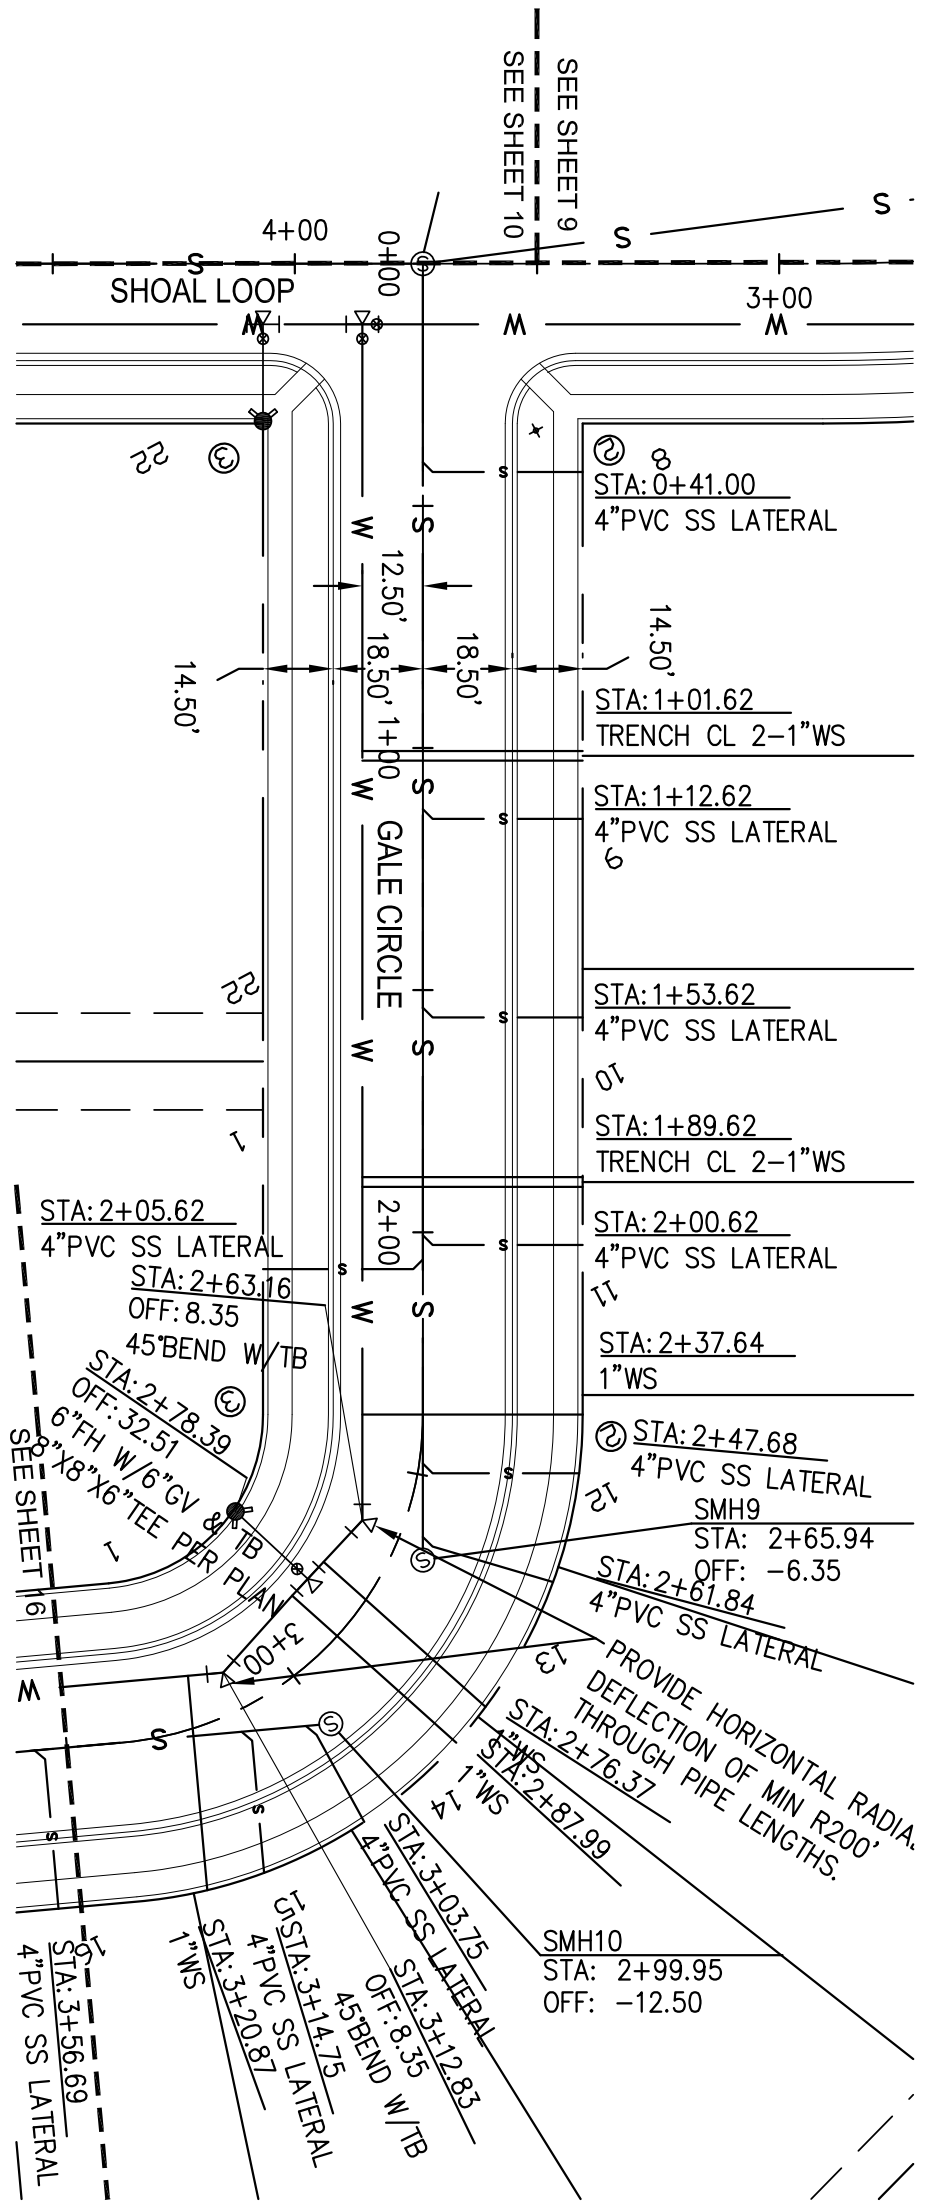 SEE SHEET 10
SEE SHEET 9
S
S
4+00
0+00
S
S
SHOAL LOOP
3+00
W
W
W
22
3
2
8
STA: 0+41.00
4"PVC SS LATERAL
S
W
S
12.50'
14.50'
18.50'
18.50'
14.50'
STA: 1+01.62
TRENCH CL 2-1"WS
1+00
W
S
STA: 1+12.62
4"PVC SS LATERAL
S
9
GALE CIRCLE
22
STA: 1+53.62
4"PVC SS LATERAL
S
W
S
10
1
STA: 1+89.62
TRENCH CL 2-1"WS
STA: 2+05.62
4"PVC SS LATERAL
2+00
STA: 2+00.62
4"PVC SS LATERAL
S
S
STA: 2+63.16
OFF: 8.35
45°BEND W/TB
W
S
11
STA: 2+37.64
1"WS
3
STA: 2+78.39
OFF: 32.51
6"FH W/6"GV & TB
8"X8"X6"TEE PER PLAN
SEE SHEET 16
1
2
STA: 2+47.68
4"PVC SS LATERAL
S
12
SMH9
STA: 2+65.94
OFF: -6.35
S
STA: 2+61.84
4"PVC SS LATERAL
3+00
13
PROVIDE HORIZONTAL RADIAL
DEFLECTION OF MIN R200'
THROUGH PIPE LENGTHS.
W
S
S
STA: 2+76.37
1"WS
STA: 2+87.99
1"WS
14
S
S
STA: 3+03.75
4"PVC SS LATERAL
SMH10
STA: 2+99.95
OFF: -12.50
STA: 3+12.83
OFF: 8.35
45°BEND W/TB
15
STA: 3+14.75
4"PVC SS LATERAL
STA: 3+20.87
1"WS
16
STA: 3+56.69
4"PVC SS LATERAL